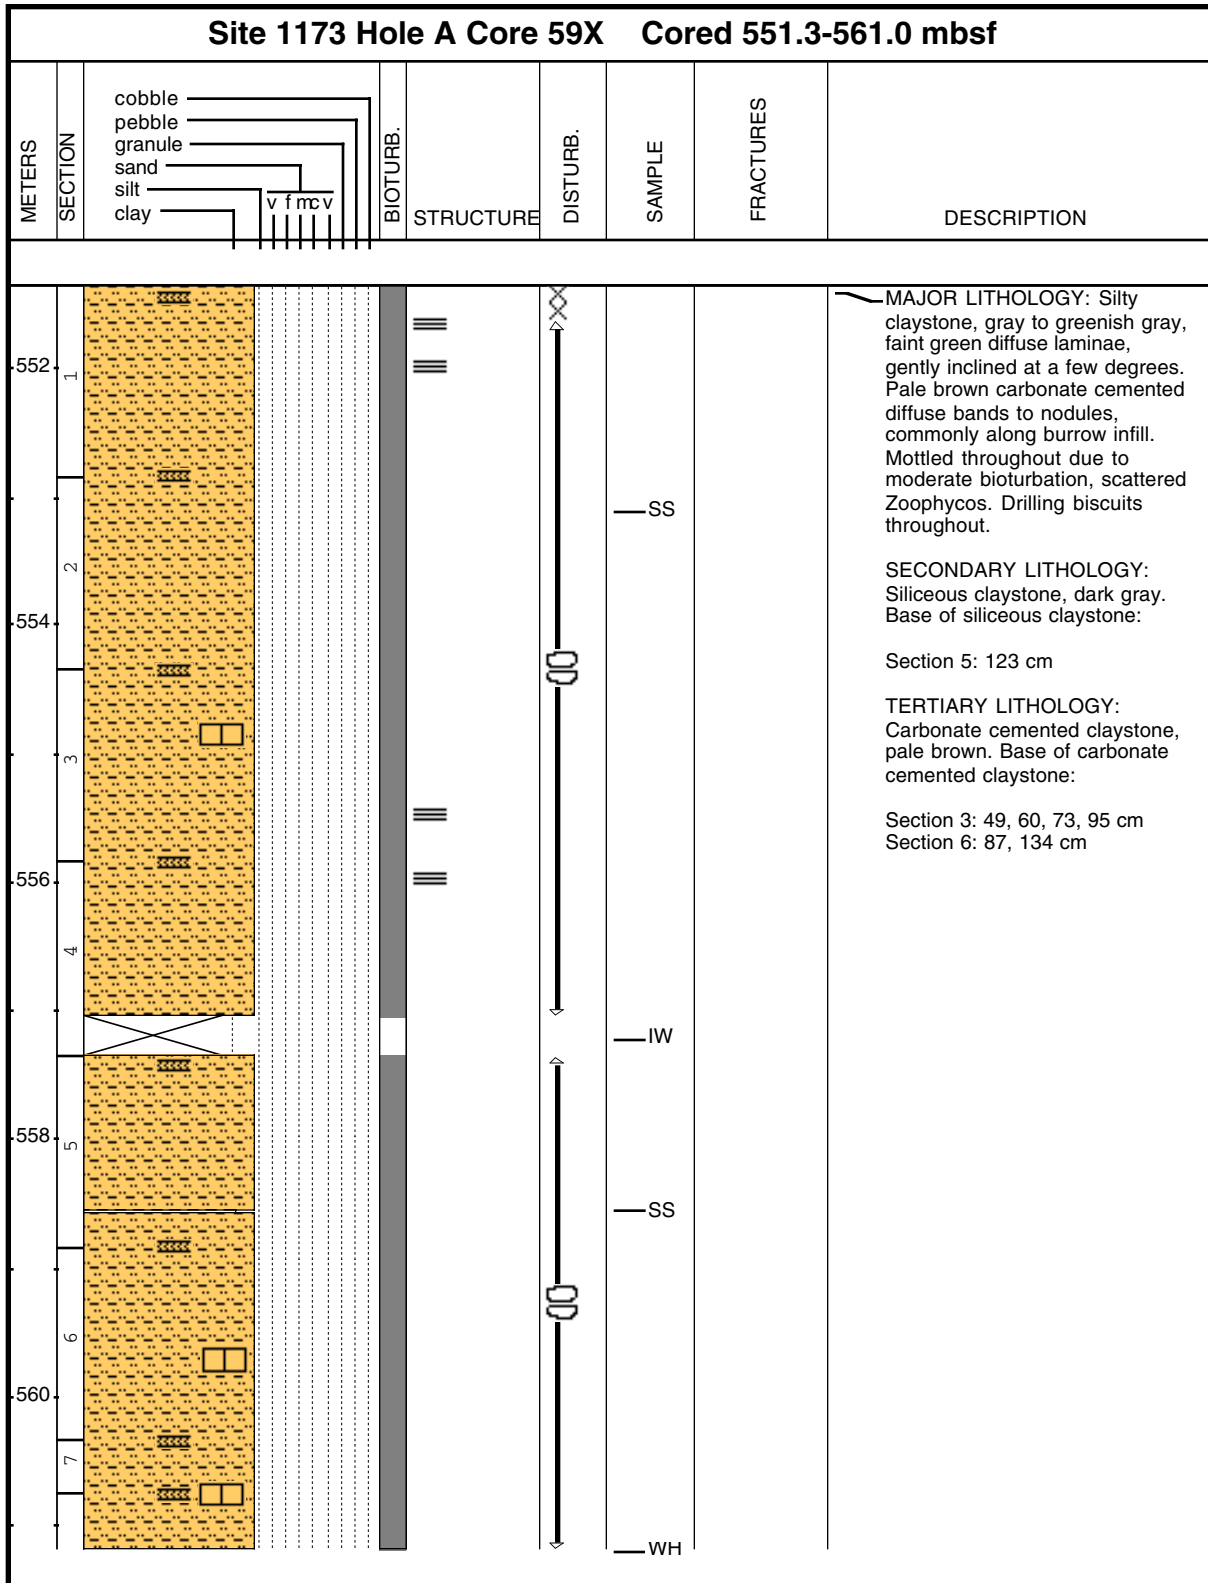 Site 1173 Hole A Core 59X Cored 551.3-561.0 mbsf
METERS
SECTION
cobble
pebble
granule
sand
silt
v f m c v
clay
BIOTURB.
STRUCTURE
DISTURB.
SAMPLE
FRACTURES
DESCRIPTION
552
554
556
558
560
1
2
3
4
5
6
7
SS
IW
SS
WH
MAJOR LITHOLOGY: Silty
claystone, gray to greenish gray,
faint green diffuse laminae,
gently inclined at a few degrees.
Pale brown carbonate cemented
diffuse bands to nodules,
commonly along burrow infill.
Mottled throughout due to
moderate bioturbation, scattered
Zoophycos. Drilling biscuits
throughout.
SECONDARY LITHOLOGY:
Siliceous claystone, dark gray.
Base of siliceous claystone:
Section 5: 123 cm
TERTIARY LITHOLOGY:
Carbonate cemented claystone,
pale brown. Base of carbonate
cemented claystone:
Section 3: 49, 60, 73, 95 cm
Section 6: 87, 134 cm